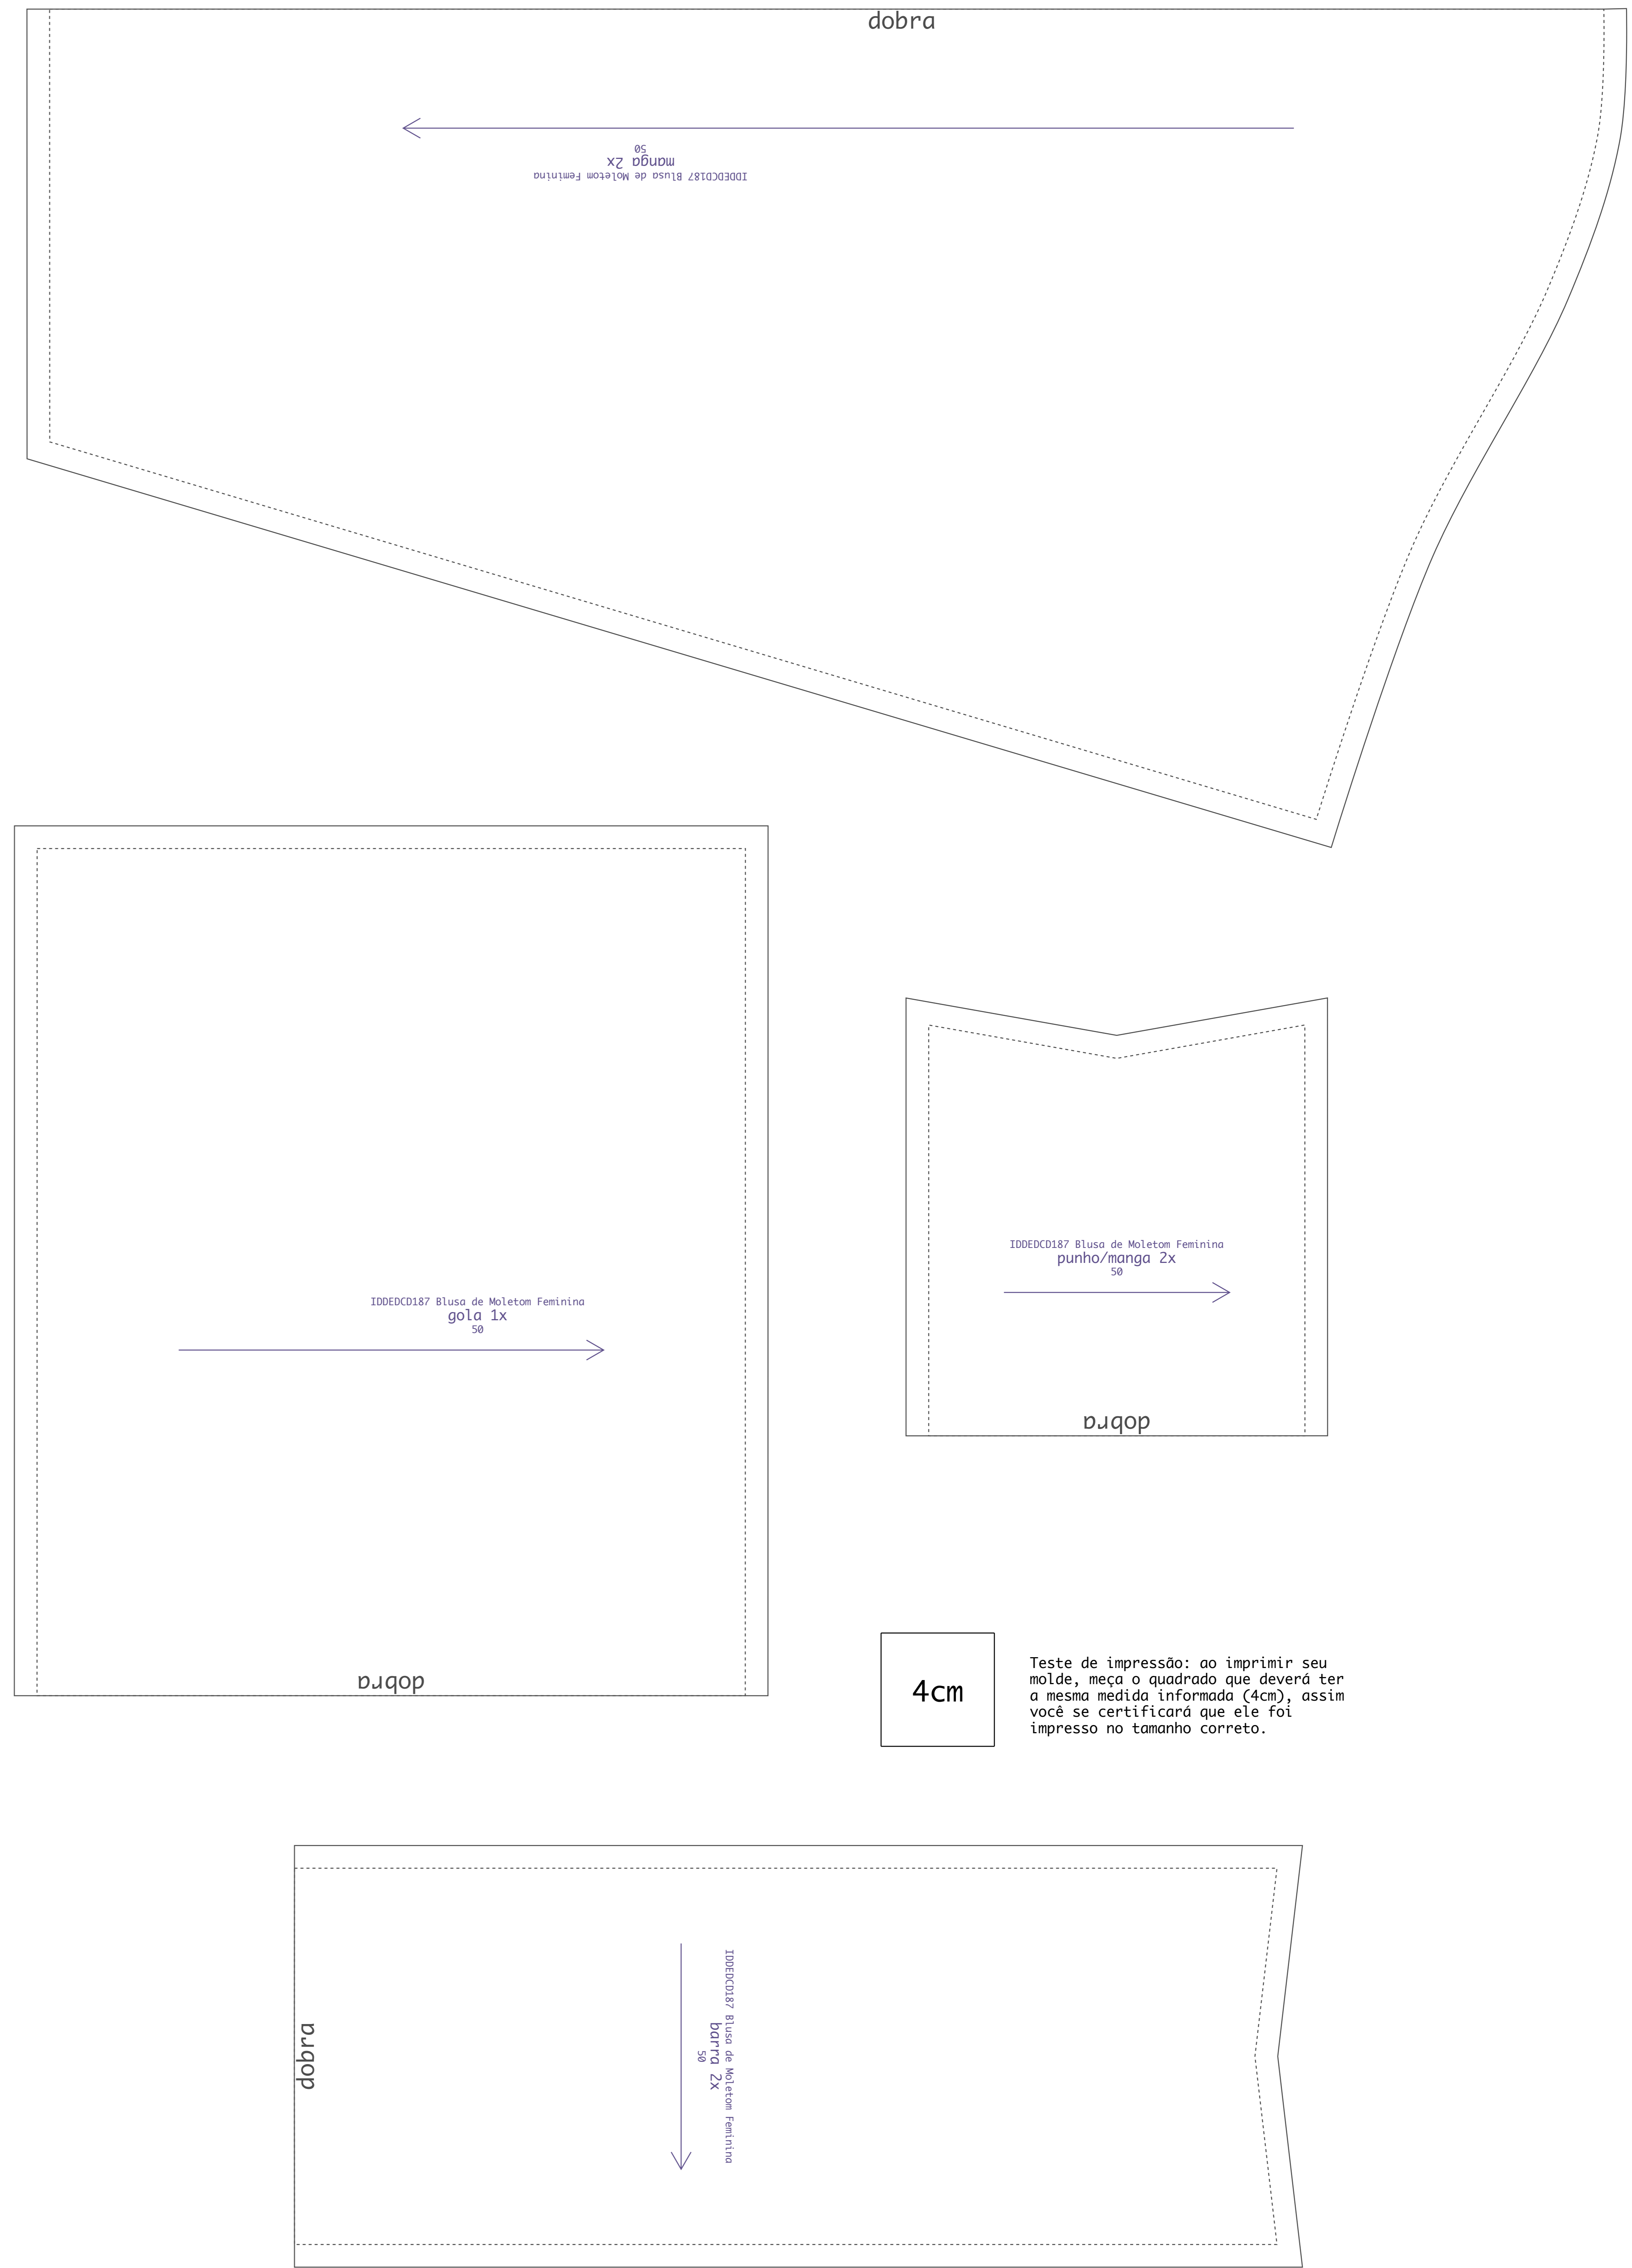 dobra
IDDEDCD187 Blusa de Moletom Feminina
manga 2x
50
IDDEDCD187 Blusa de Moletom Feminina
gola 1x
50
dobra
IDDEDCD187 Blusa de Moletom Feminina
punho/manga 2x
50
dobra
4cm
Teste de impressão: ao imprimir seu
molde, meça o quadrado que deverá ter
a mesma medida informada (4cm), assim
você se certificará que ele foi
impresso no tamanho correto.
dobra
IDDEDCD187 Blusa de Moletom Feminina
barra 2x
50